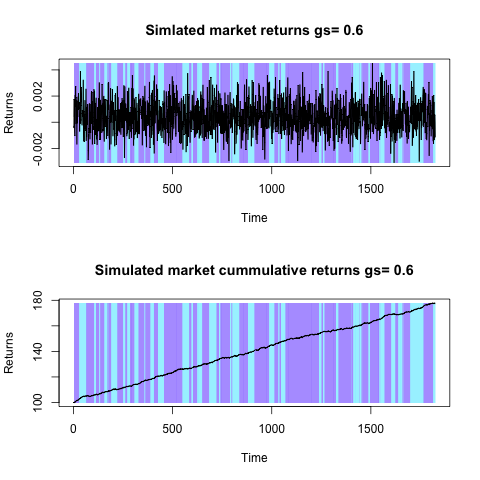 Simlated market returns gs= 0.6
Returns
0.002
-0.002
0
500
1000
1500
Time
Simulated market cummulative returns gs= 0.6
Returns
180
140
100
0
500
1000
1500
Time